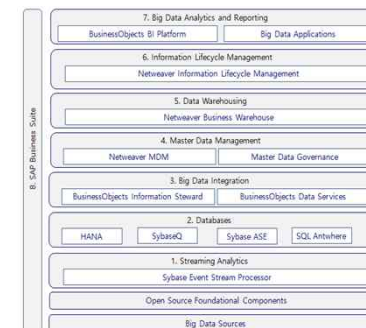 7. Big Data Analytics and Reporting
BusinessObjects BI Platform
Big Data Applications
6. Information Lifecycle Management
Netweaver Information Lifecycle Management
5. Data Warehousing
Netweaver Business Warehouse
4. Master Data Management
Netweaver MDM
Master Data Governance
3. Big Data Integration
BusinessObjects Information Steward
BusinessObjects Data Services
2. Databases
HANA
SybaseQ
Sybase ASE
SQL Antwhere
1. Streaming Analytics
Sybase Event Stream Processor
Open Source Foundational Components
Big Data Sources
8. SAP Business Suite